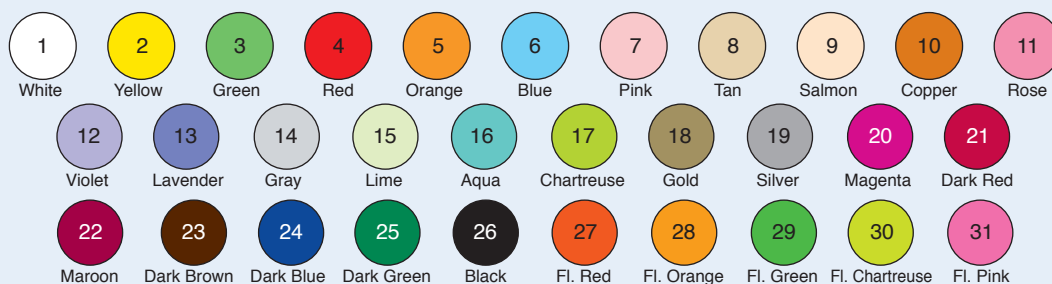 1 2 3 4 5 6 7 8 9 10 11
White Yellow Green Red Orange Blue Pink Tan Salmon Copper Rose
12 13 14 15 16 17 18 19 20 21
Violet Lavender Gray Lime Aqua Chartreuse Gold Silver Magenta Dark Red
22 23 24 25 26 27 28 29 30 31
Maroon Dark Brown Dark Blue Dark Green Black Fl. Red Fl. Orange Fl. Green Fl. Chartreuse Fl. Pink